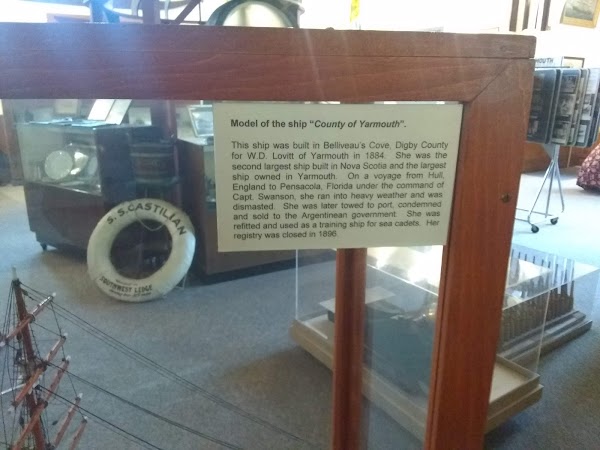 Model of the ship "County of Yarmouth".
This ship was built in Belliveau's Cove, Digby County
for W.D. Lovitt of Yarmouth in 1884. She was the
second largest ship built in Nova Scotia and the largest
ship owned in Yarmouth. On a voyage from Hull,
England to Pensacola, Florida under the command of
Capt. Swanson, she ran into heavy weather and was
dismasted. She was later towed to port, condemned
and sold to the Argentinean government. She was
refitted and used as a training ship for sea cadets. Her
registry was closed in 1896.
S.S. CASTILIAN
SOUTHWEST LEDGE